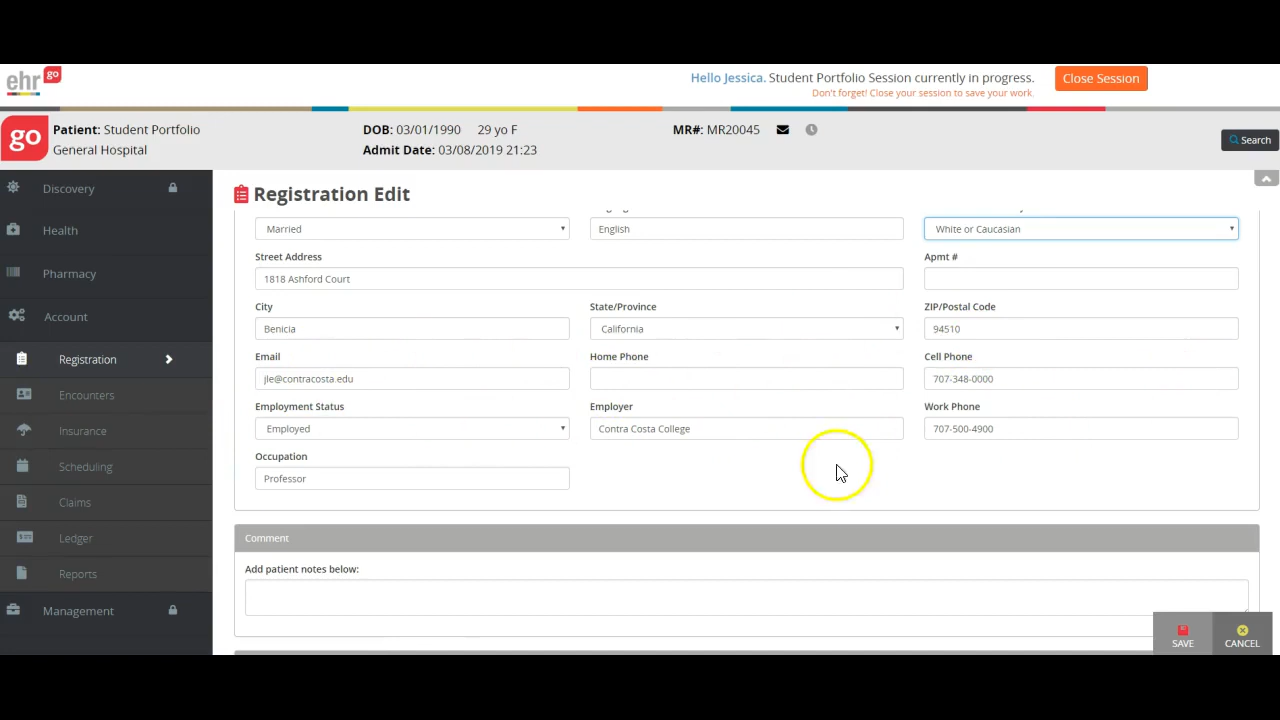 ehr go
Hello Jessica. Student Portfolio Session currently in progress.
Close Session
Don't forget! Close your session to save your work.
go
Patient: Student Portfolio
DOB: 03/01/1990 29 yo F
MR#: MR20045
General Hospital
Admit Date: 03/08/2019 21:23
Search
Discovery
Health
Pharmacy
Account
Registration
Encounters
Insurance
Scheduling
Claims
Ledger
Reports
Management
Registration Edit
Married
English
White or Caucasian
Street Address
Apmt #
1818 Ashford Court
City
State/Province
ZIP/Postal Code
Benicia
California
94510
Email
Home Phone
Cell Phone
jle@contracosta.edu
707-348-0000
Employment Status
Employer
Work Phone
Employed
Contra Costa College
707-500-4900
Occupation
Professor
Comment
Add patient notes below:
SAVE
CANCEL